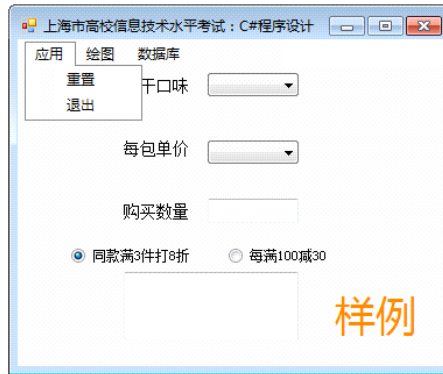 上海市高校信息技术水平考试：C#程序设计
应用 绘图 数据库
重置
退出
干口味
每包单价
购买数量
同款满3件打8折 每满100减30
样例